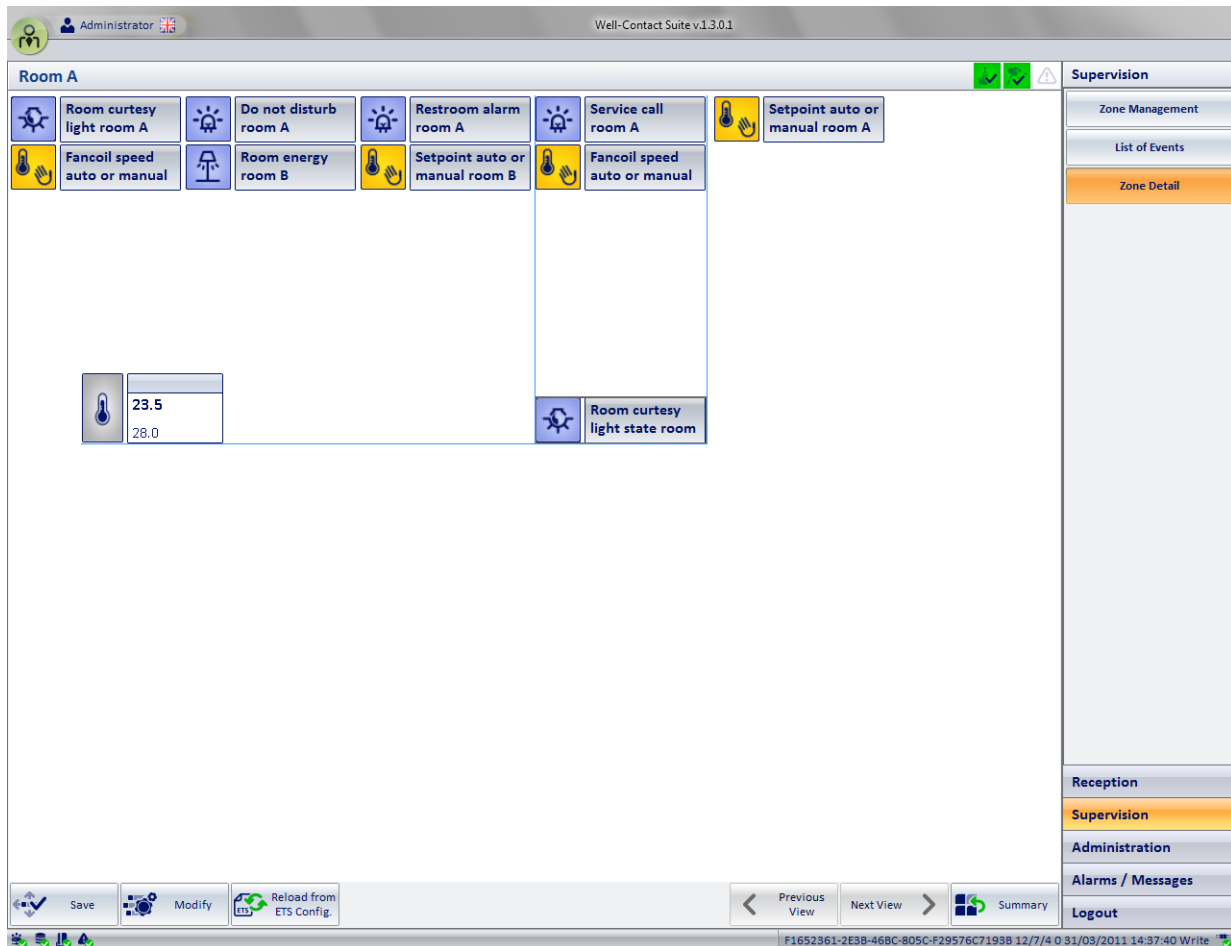 Administrator
Well-Contact Suite v.1.3.0.1
Room A
Supervision
Room curtesy
light room A
Do not disturb
room A
Restroom alarm
room A
Service call
room A
Setpoint auto or
manual room A
Fancoil speed
auto or manual
Room energy
room B
Setpoint auto or
manual room B
Fancoil speed
auto or manual
23.5
28.0
Room curtesy
light state room
Zone Management
List of Events
Zone Detail
Reception
Supervision
Administration
Alarms / Messages
Logout
Save
Modify
ETS
Reload from
ETS Config.
Previous
View
Next View
Summary
F1652361-2E3B-46BC-805C-F29576C7193B 12/7/4 0 31/03/2011 14:37:40 Write